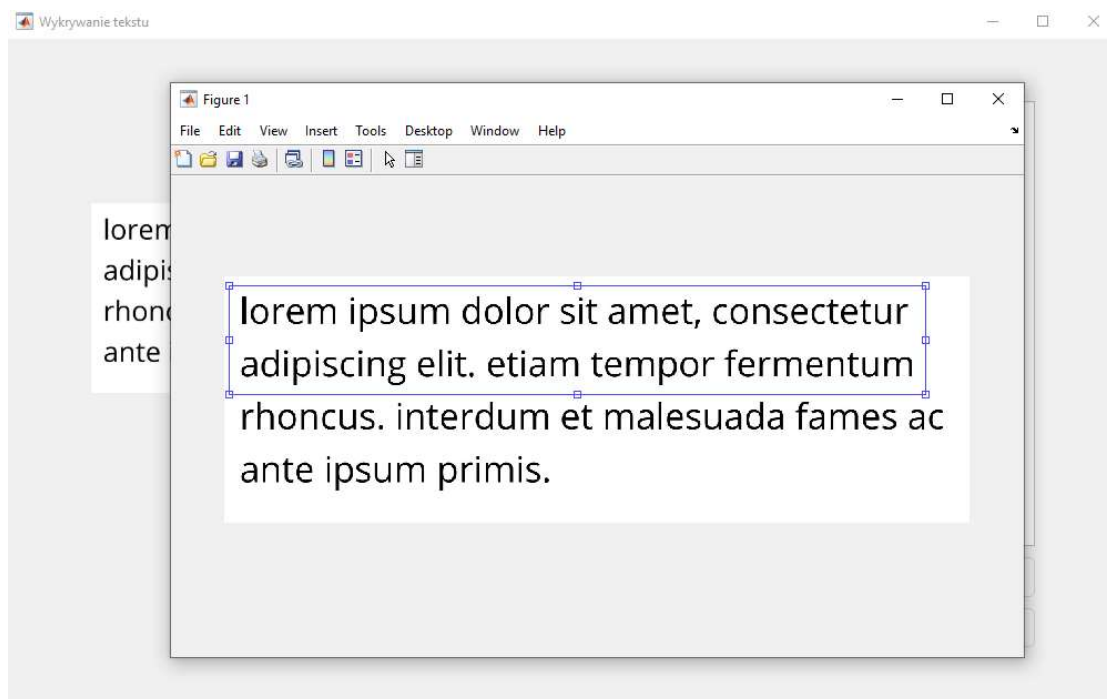 Wykrywanie tekstu
Figure 1
File Edit View Insert Tools Desktop Window Help
lorem
adipis
rhonc
ante
lorem ipsum dolor sit amet, consectetur
adipiscing elit. etiam tempor fermentum
rhoncus. interdum et malesuada fames ac
ante ipsum primis.